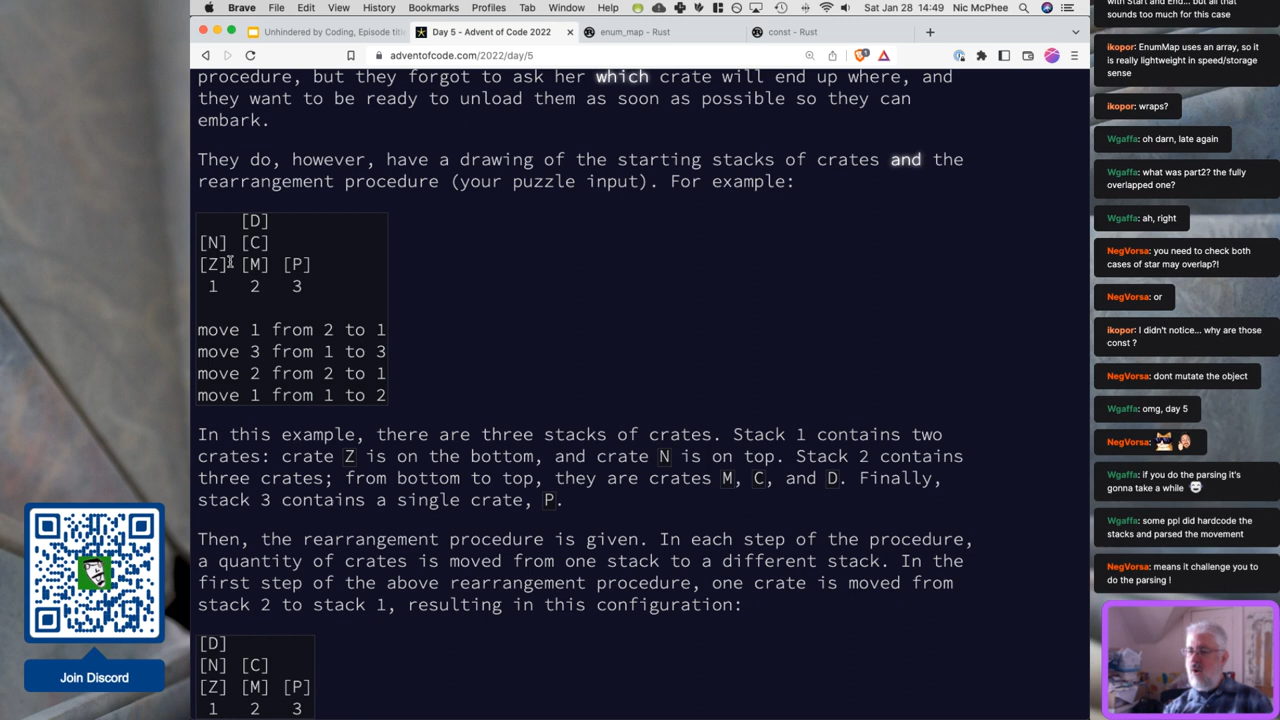 Brave File Edit View History Bookmarks Profiles Tab Window Help Sat Jan 28 14:49 Nic McPhee
Unhindered by Coding, Episode titl
Day 5 - Advent of Code 2022
enum_map - Rust
const - Rust
adventofcode.com/2022/day/5
procedure, but they forgot to ask her which crate will end up where, and
they want to be ready to unload them as soon as possible so they can
embark.
They do, however, have a drawing of the starting stacks of crates and the
rearrangement procedure (your puzzle input). For example:
    [D]
[N] [C]
[Z] [M] [P]
 1   2   3
move 1 from 2 to 1
move 3 from 1 to 3
move 2 from 2 to 1
move 1 from 1 to 2
In this example, there are three stacks of crates. Stack 1 contains two
crates: crate Z is on the bottom, and crate N is on top. Stack 2 contains
three crates; from bottom to top, they are crates M, C, and D. Finally,
stack 3 contains a single crate, P.
Then, the rearrangement procedure is given. In each step of the procedure,
a quantity of crates is moved from one stack to a different stack. In the
first step of the above rearrangement procedure, one crate is moved from
stack 2 to stack 1, resulting in this configuration:
[D]
[N] [C]
[Z] [M] [P]
 1   2   3
Join Discord
with Start and End... but all that
sounds too much for this case
ikopor: EnumMap uses an array, so it
is really lightweight in speed/storage
sense
ikopor: wraps?
Wgaffa: oh darn, late again
Wgaffa: what was part2? the fully
overlapped one?
Wgaffa: ah, right
NegVorsa: you need to check both
cases of star may overlap?!
NegVorsa: or
ikopor: I didn't notice... why are those
const ?
NegVorsa: dont mutate the object
Wgaffa: omg, day 5
NegVorsa:
Wgaffa: if you do the parsing it's
gonna take a while
Wgaffa: some ppl did hardcode the
stacks and parsed the movement
NegVorsa: means it challenge you to
do the parsing !